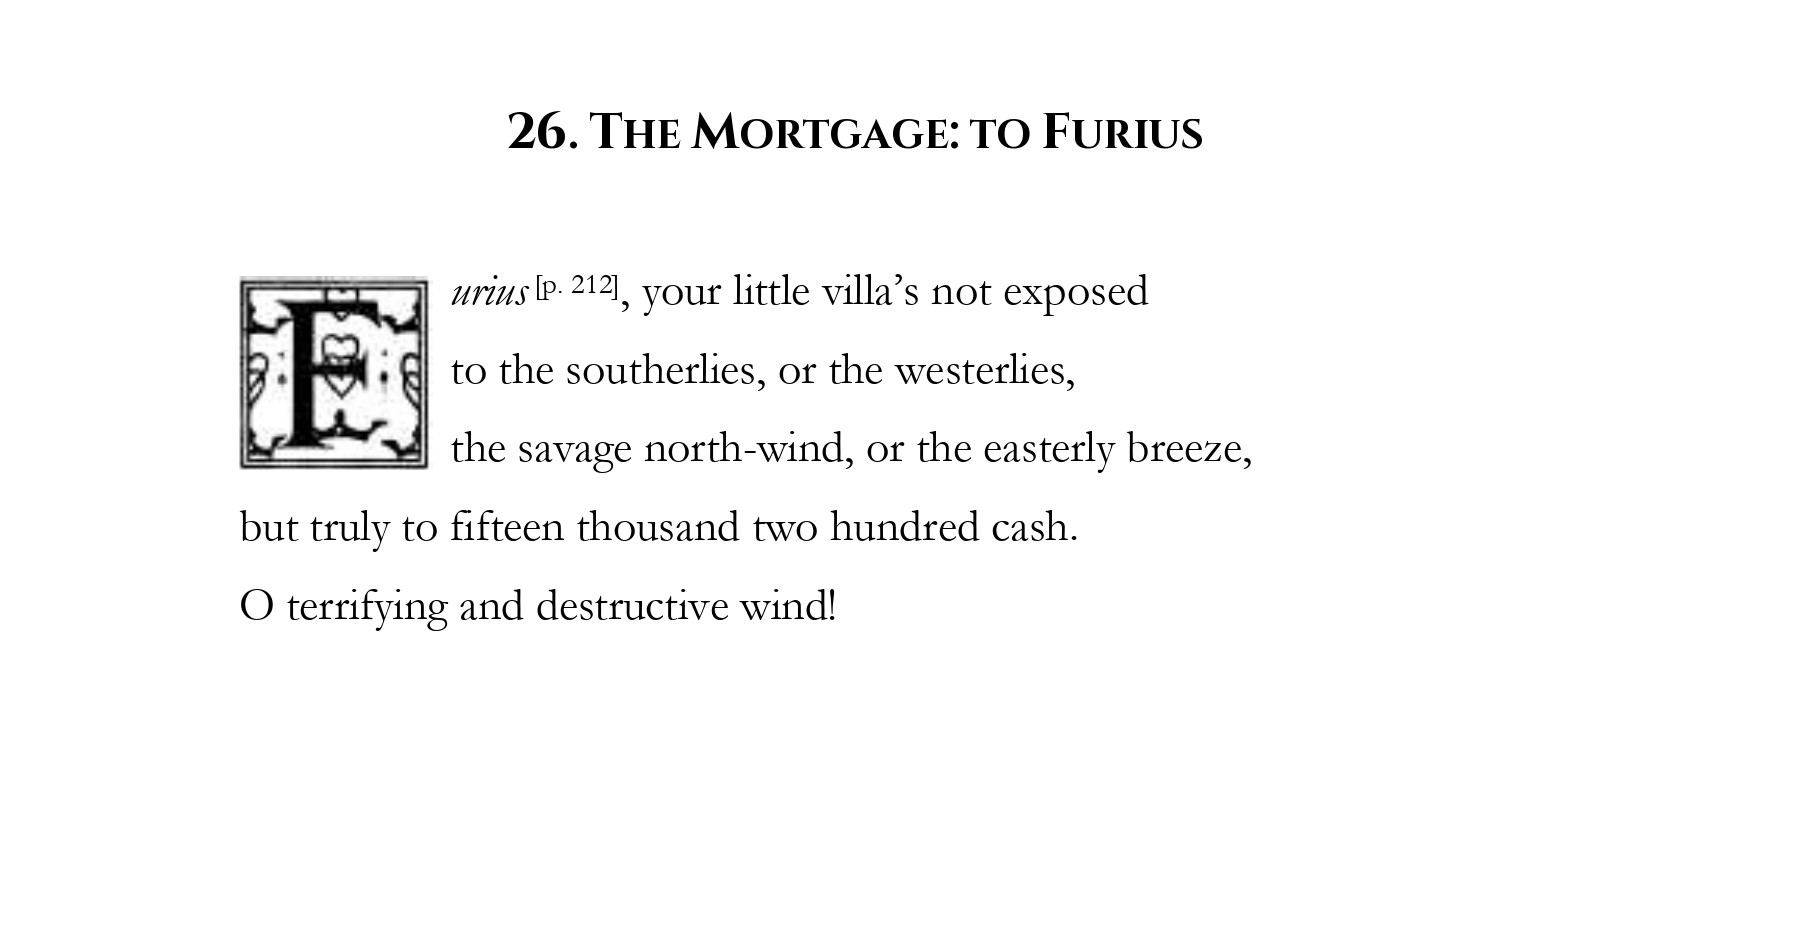 26. THE MORTGAGE: TO FURIUS
Furius [p. 212], your little villa’s not exposed
to the southerlies, or the westerlies,
the savage north-wind, or the easterly breeze,
but truly to fifteen thousand two hundred cash.
O terrifying and destructive wind!